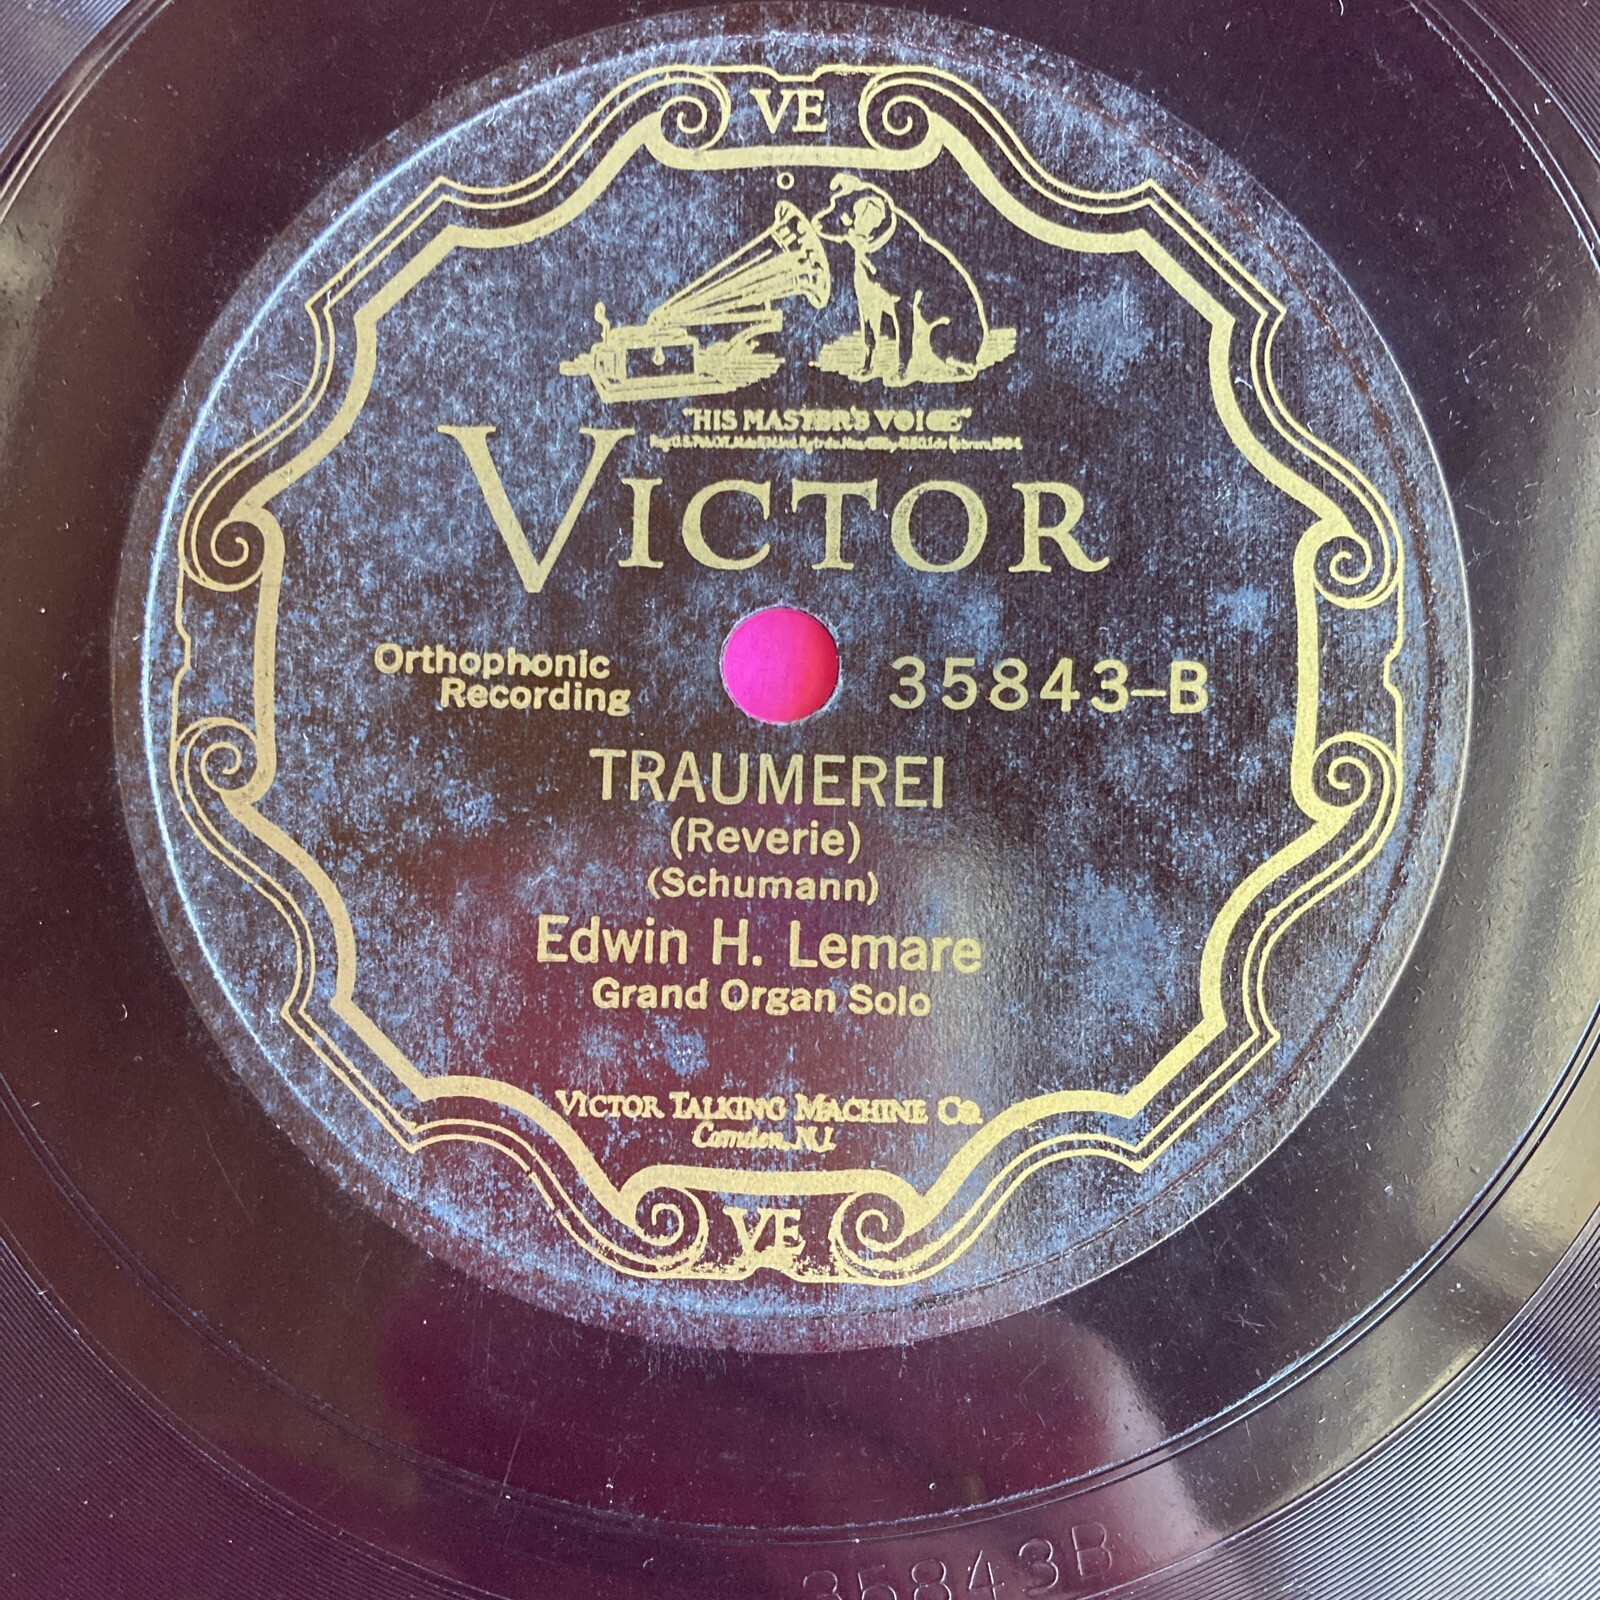 VE
"HIS MASTER'S VOICE"
VICTOR
Orthophonic
Recording
35843-B
TRAUMEREI
(Reverie)
(Schumann)
Edwin H. Lemare
Grand Organ Solo
VICTOR TALKING MACHINE CO.
Camden, N.J.
VE
35843B